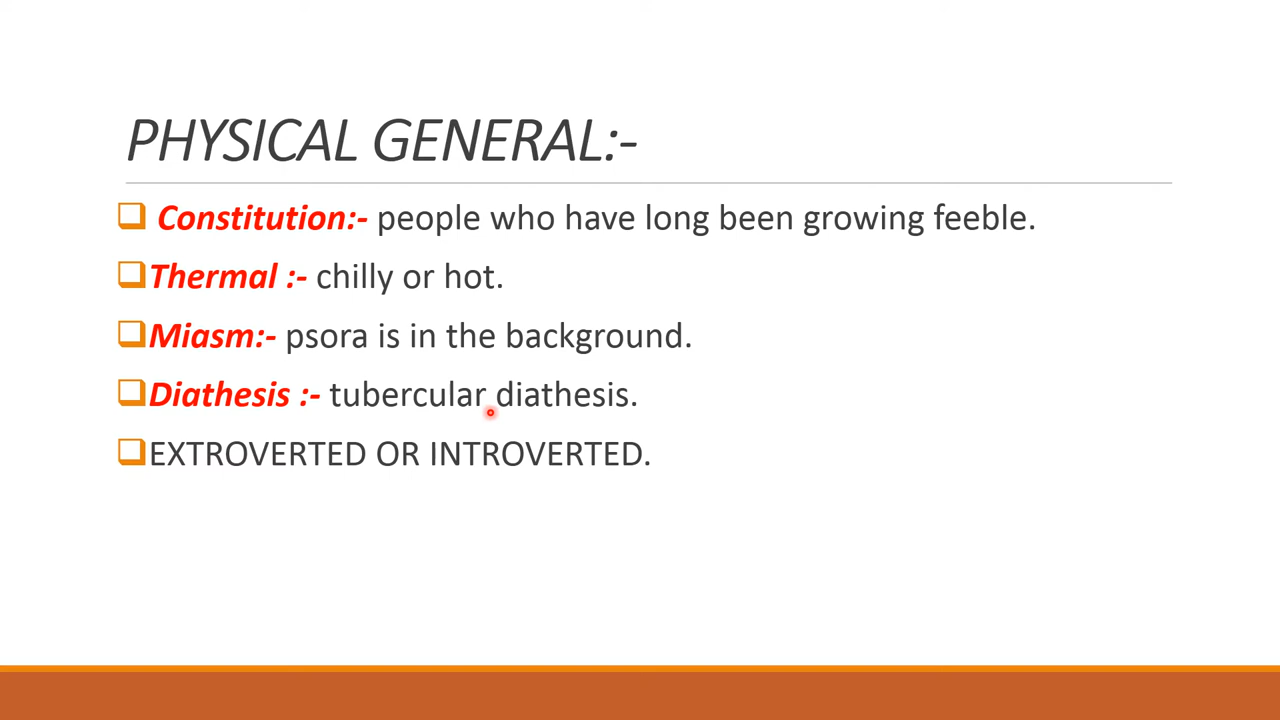 PHYSICAL GENERAL:-
Constitution:- people who have long been growing feeble.
Thermal :- chilly or hot.
Miasm:- psora is in the background.
Diathesis :- tubercular diathesis.
EXTROVERTED OR INTROVERTED.